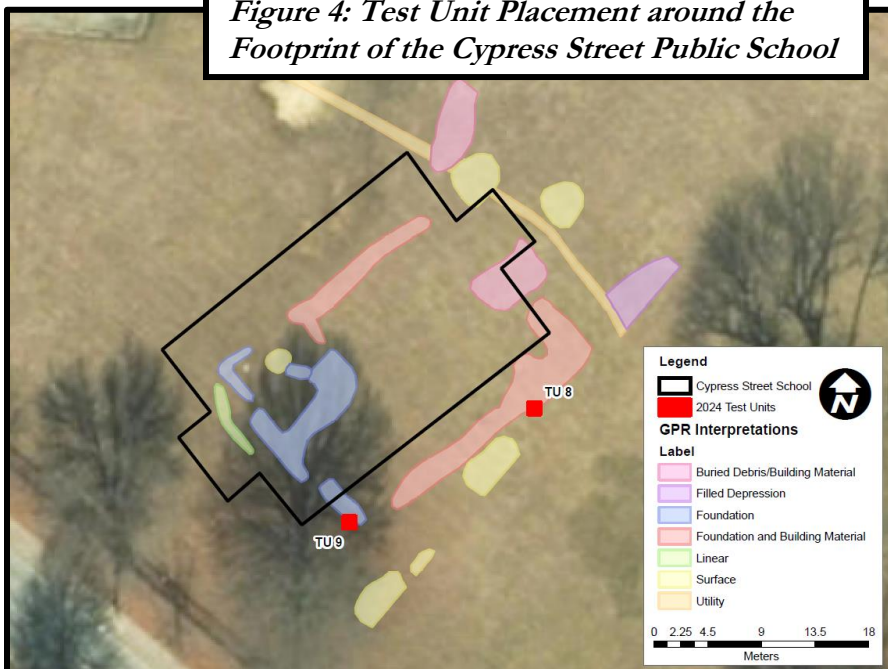 Figure 4: Test Unit Placement around the
Footprint of the Cypress Street Public School
TU 8
TU 9
Legend
Cypress Street School
2024 Test Units
N
GPR Interpretations
Label
Buried Debris/Building Material
Filled Depression
Foundation
Foundation and Building Material
Linear
Surface
Utility
0 2.25 4.5 9 13.5 18
Meters